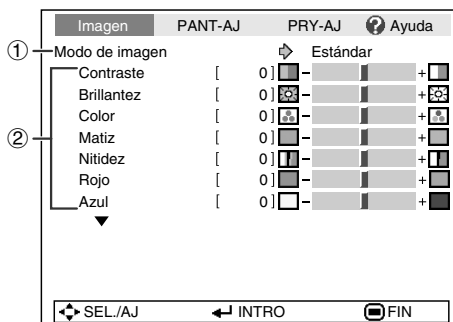 Imagen PANT-AJ PRY-AJ ? Ayuda
① Modo de imagen Estándar
② Contraste [ 0 ] − +
Brillantez [ 0 ] − +
Color [ 0 ] − +
Matiz [ 0 ] − +
Nitidez [ 0 ] − +
Rojo [ 0 ] − +
Azul [ 0 ] − +
SEL./AJ INTRO FIN